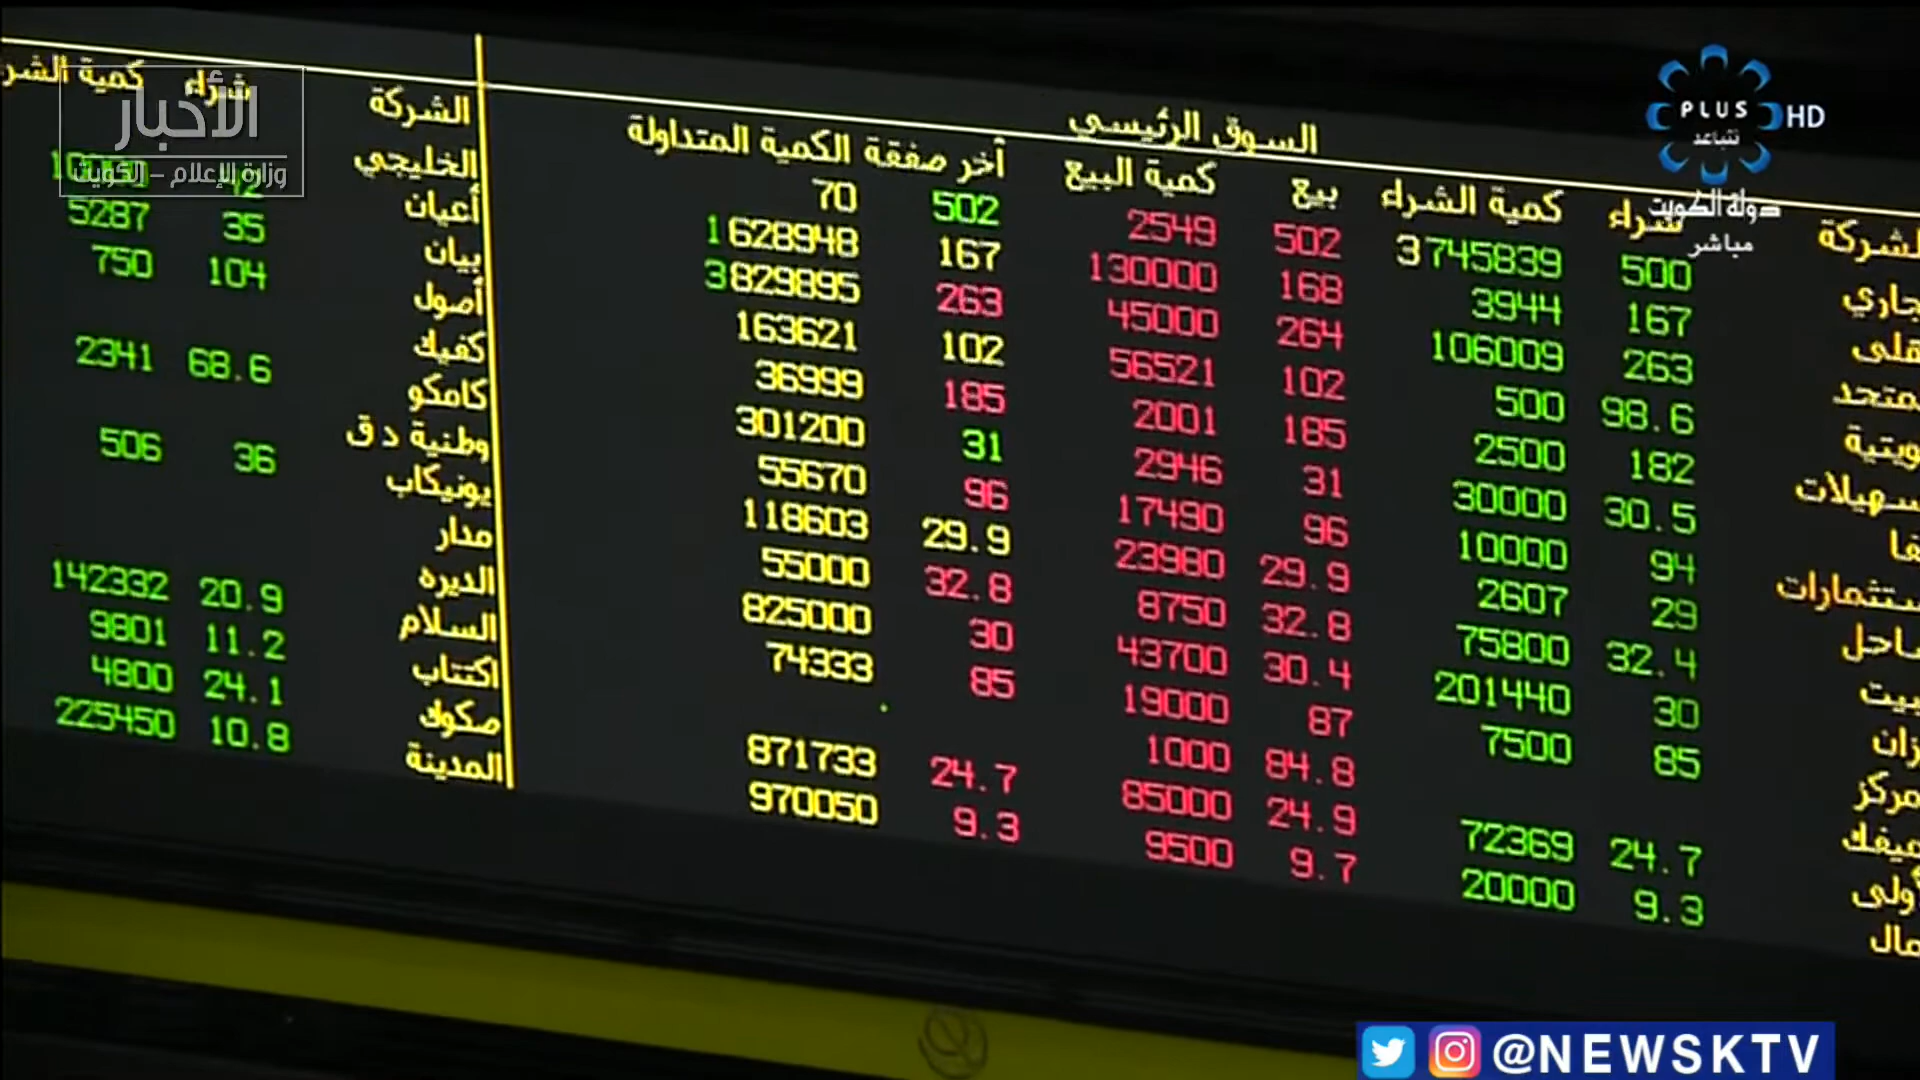 الأخبار
وزارة الإعلام – الكويت
PLUS HD
تتباعد
دولة الكويت
مباشر
السوق الرئيسي
شراء كمية الشراء بيع كمية البيع آخر صفقة الكمية المتداولة
500 3745839 502 2549 502 70
167 3944 168 130000 167 1628948
263 106009 264 45000 263 3829895
98.6 500 102 56521 102 163621
182 2500 185 2001 185 36999
30.5 30000 31 2946 31 301200
94 10000 96 17490 96 55670
29 2607 29.9 23980 29.9 118603
32.4 75800 32.8 8750 32.8 55000
30 201440 30.4 43700 30 825000
85 7500 87 19000 85 74333
84.8 1000
24.7 72369 24.9 85000 24.7 871733
9.3 20000 9.7 9500 9.3 970050
الشركة شراء
الخليجي
أعيان 35 5287
بيان 104 750
أصول
كفيك 68.6 2341
كامكو
وطنية د ق 36 506
يونيكاب
مدار
الديره 20.9 142332
السلام 11.2 9801
اكتتاب 24.1 4800
صكوك 10.8 225450
المدينة
@NEWSKTV